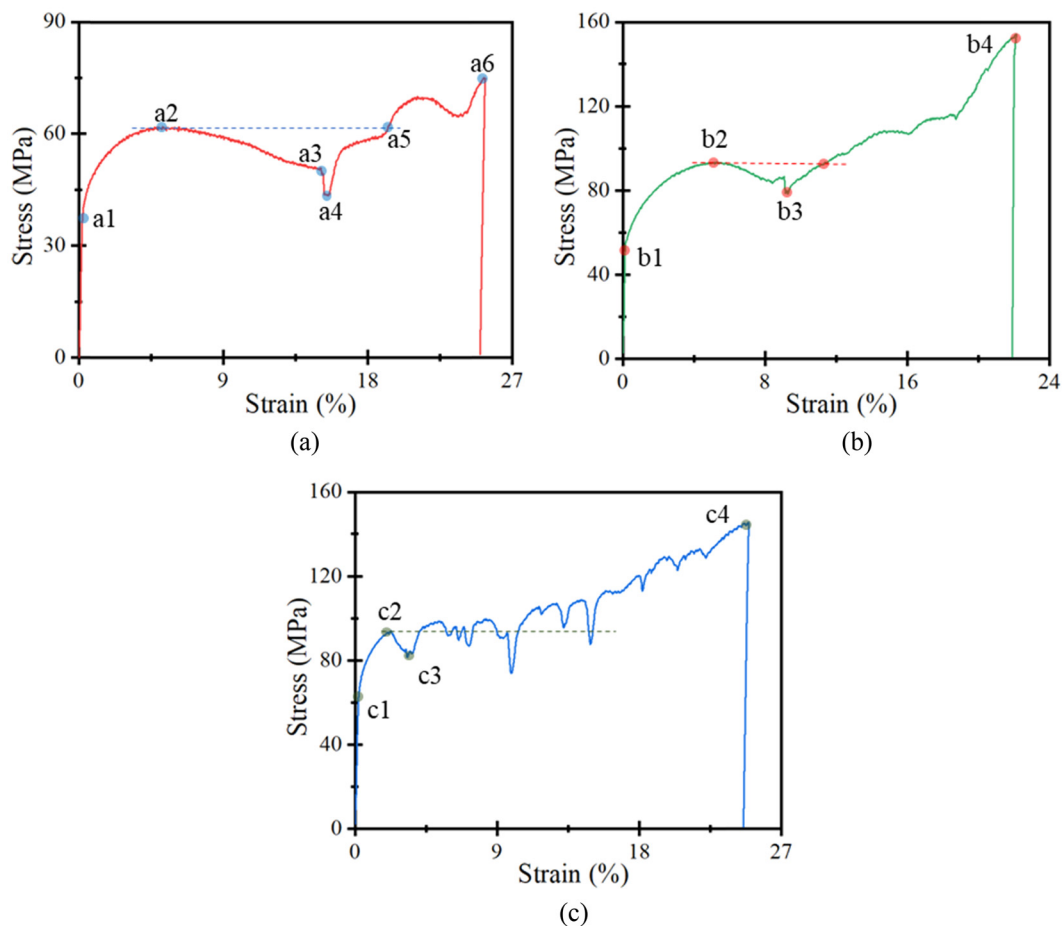 90
60
30
0
Stress (MPa)
a1
a2
a3
a4
a5
a6
0
9
18
27
Strain (%)
(a)
160
120
80
40
0
Stress (MPa)
b1
b2
b3
b4
0
8
16
24
Strain (%)
(b)
160
120
80
40
0
Stress (MPa)
c1
c2
c3
c4
0
9
18
27
Strain (%)
(c)